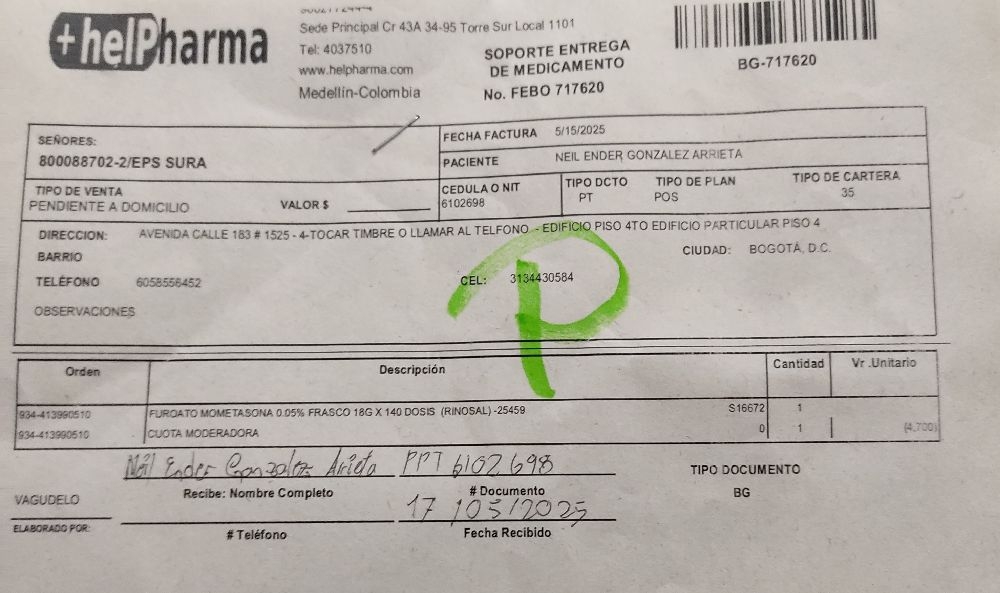 +helPharma
Sede Principal Cr 43A 34-95 Torre Sur Local 1101
Tel: 4037510
www.helpharma.com
Medellín-Colombia
SOPORTE ENTREGA
DE MEDICAMENTO
No. FEBO 717620
BG-717620
SEÑORES:
800088702-2/EPS SURA
FECHA FACTURA 5/15/2025
PACIENTE NEIL ENDER GONZALEZ ARRIETA
TIPO DE VENTA
PENDIENTE A DOMICILIO VALOR $
CEDULA O NIT
6102698
TIPO DCTO
PT
TIPO DE PLAN
POS
TIPO DE CARTERA
35
DIRECCION: AVENIDA CALLE 183 # 1525 - 4-TOCAR TIMBRE O LLAMAR AL TELFONO - EDIFICIO PISO 4TO EDIFICIO PARTICULAR PISO 4
BARRIO CIUDAD: BOGOTÁ, D.C.
TELÉFONO 6058556452 CEL: 3134430584
P
OBSERVACIONES
Orden Descripción Cantidad Vr .Unitario
934-413990510 FUROATO MOMETASONA 0.05% FRASCO 18G X 140 DOSIS (RINOSAL) -25459 S16672 1
934-413990510 CUOTA MODERADORA 0 1 (4,700)
Neil Ender Gonzalez Arrieta PPT 6102698
Recibe: Nombre Completo # Documento
TIPO DOCUMENTO
BG
VAGUDELO
17/05/2025
ELABORADO POR: # Teléfono Fecha Recibido